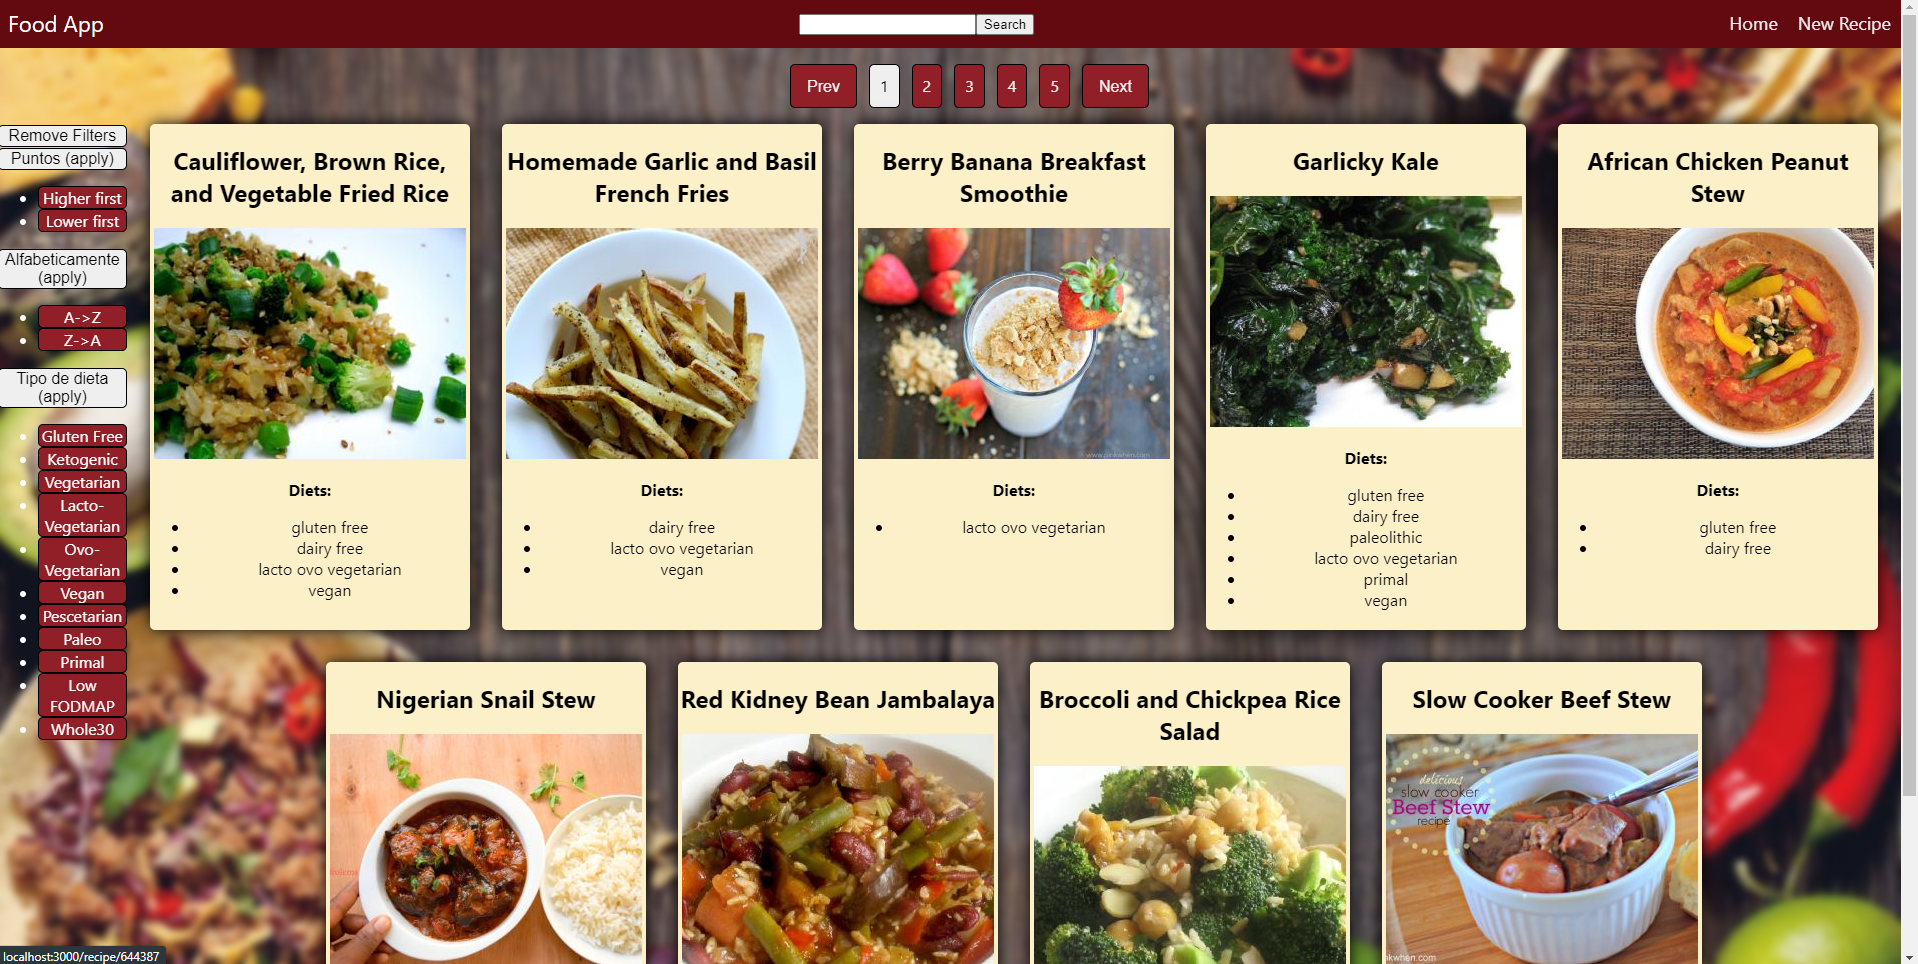 Food App
Search
Home
New Recipe
Prev
1
2
3
4
5
Next
Remove Filters
Puntos (apply)
Higher first
Lower first
Alfabeticamente
(apply)
A->Z
Z->A
Tipo de dieta
(apply)
Gluten Free
Ketogenic
Vegetarian
Lacto-
Vegetarian
Ovo-
Vegetarian
Vegan
Pescetarian
Paleo
Primal
Low
FODMAP
Whole30
Cauliflower, Brown Rice,
and Vegetable Fried Rice
Diets:
gluten free
dairy free
lacto ovo vegetarian
vegan
Homemade Garlic and Basil
French Fries
Diets:
dairy free
lacto ovo vegetarian
vegan
Berry Banana Breakfast
Smoothie
www.pinkwhen.com
Diets:
lacto ovo vegetarian
Garlicky Kale
Diets:
gluten free
dairy free
paleolithic
lacto ovo vegetarian
primal
vegan
African Chicken Peanut
Stew
Diets:
gluten free
dairy free
Nigerian Snail Stew
Red Kidney Bean Jambalaya
Broccoli and Chickpea Rice
Salad
Slow Cooker Beef Stew
delicious
slow cooker
Beef Stew
recipe
nkwhen.com
localhost:3000/recipe/644387